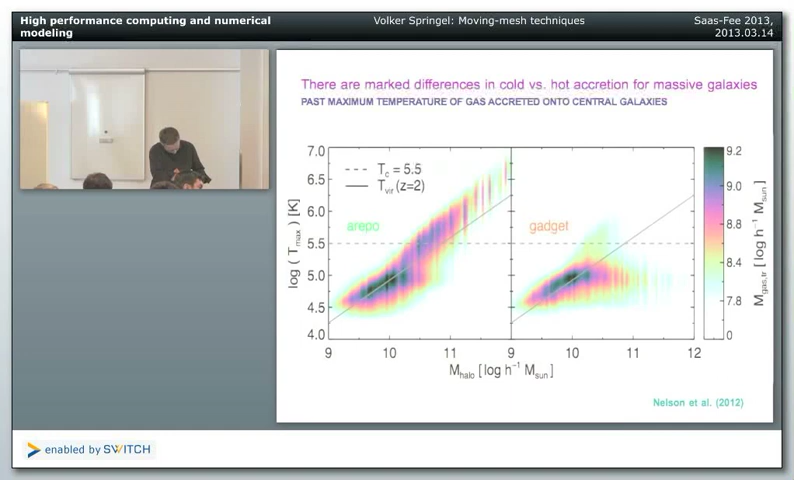 High performance computing and numerical
modeling
Volker Springel: Moving-mesh techniques
Saas-Fee 2013,
2013.03.14
There are marked differences in cold vs. hot accretion for massive galaxies
PAST MAXIMUM TEMPERATURE OF GAS ACCRETED ONTO CENTRAL GALAXIES
7.0
6.5
6.0
5.5
5.0
4.5
4.0
log ( T_max ) [K]
T_c = 5.5
T_vir (z=2)
arepo
gadget
9 10 11 9 10 11 12
M_halo [ log h^-1 M_sun ]
9.2
9.0
8.8
8.4
7.8
0
M_gas,tr [ log h^-1 M_sun ]
Nelson et al. (2012)
enabled by SWITCH